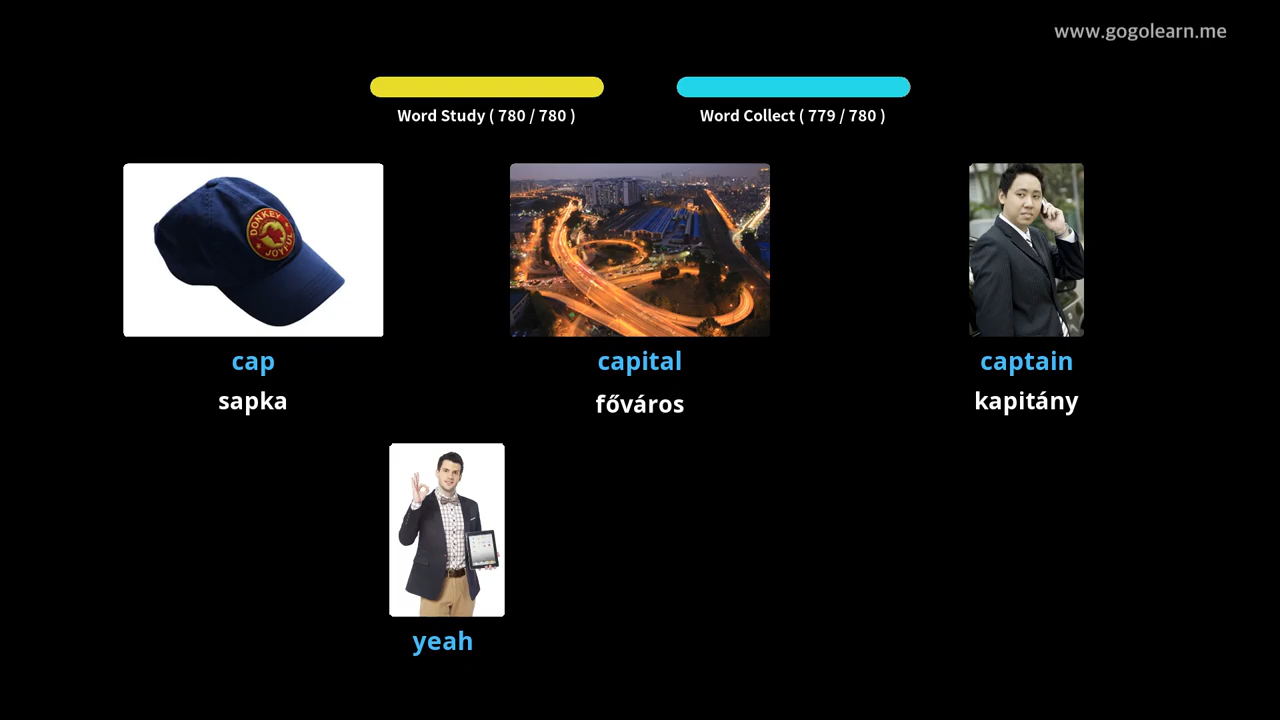 www.gogolearn.me
Word Study ( 780 / 780 )
Word Collect ( 779 / 780 )
DONKEY
JOYFUL
cap
capital
captain
sapka
főváros
kapitány
yeah